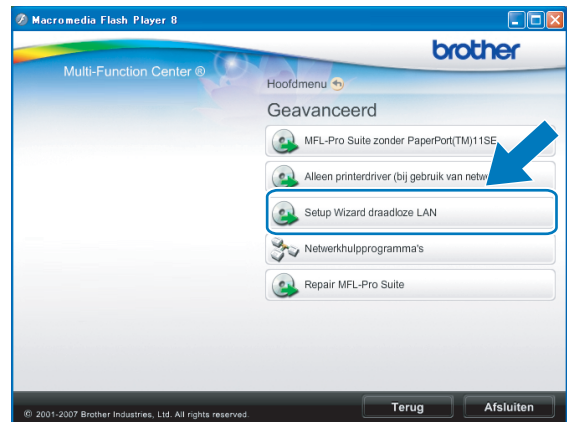 Macromedia Flash Player 8
brother
Multi-Function Center ®
Hoofdmenu
Geavanceerd
MFL-Pro Suite zonder PaperPort(TM)11SE
Alleen printerdriver (bij gebruik van
Setup Wizard draadloze LAN
Netwerkhulpprogramma's
Repair MFL-Pro Suite
© 2001-2007 Brother Industries, Ltd. All rights reserved.
Terug
Afsluiten